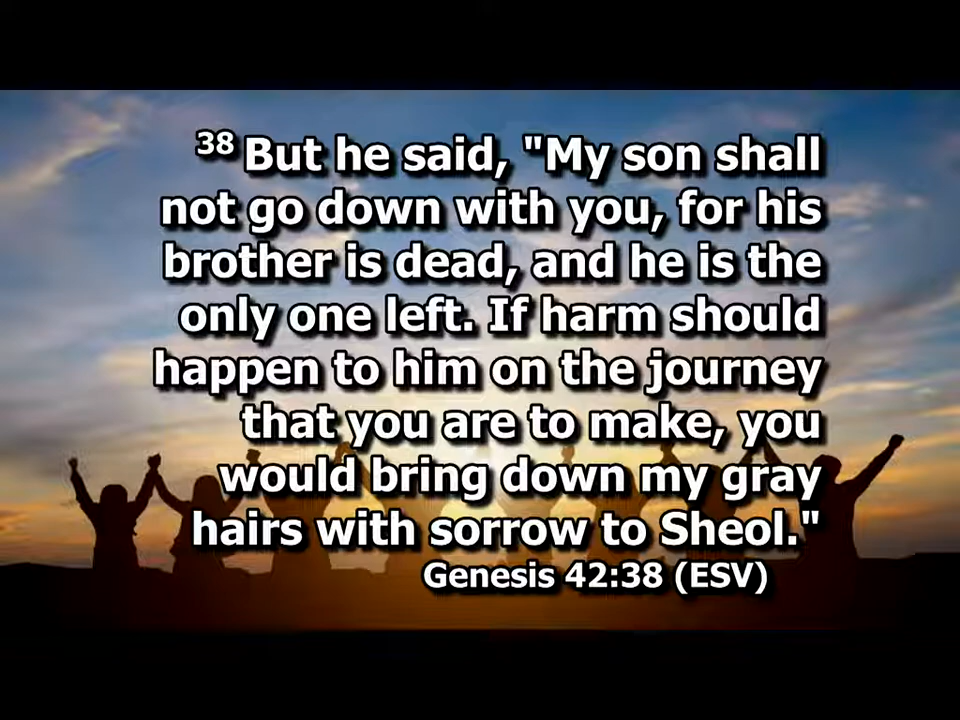 38 But he said, "My son shall
not go down with you, for his
brother is dead, and he is the
only one left. If harm should
happen to him on the journey
that you are to make, you
would bring down my gray
hairs with sorrow to Sheol."
Genesis 42:38 (ESV)